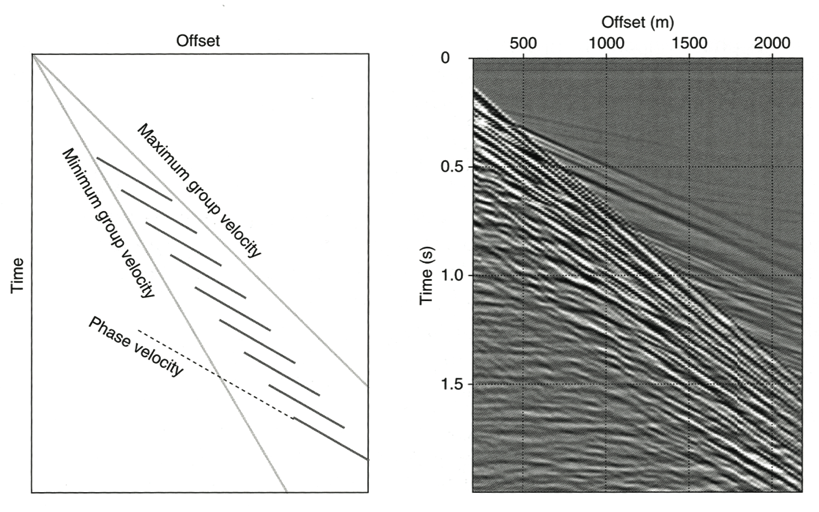 Offset
Maximum group velocity
Minimum group velocity
Time
Phase velocity
Offset (m)
500 1000 1500 2000
0
0.5
1.0
1.5
Time (s)